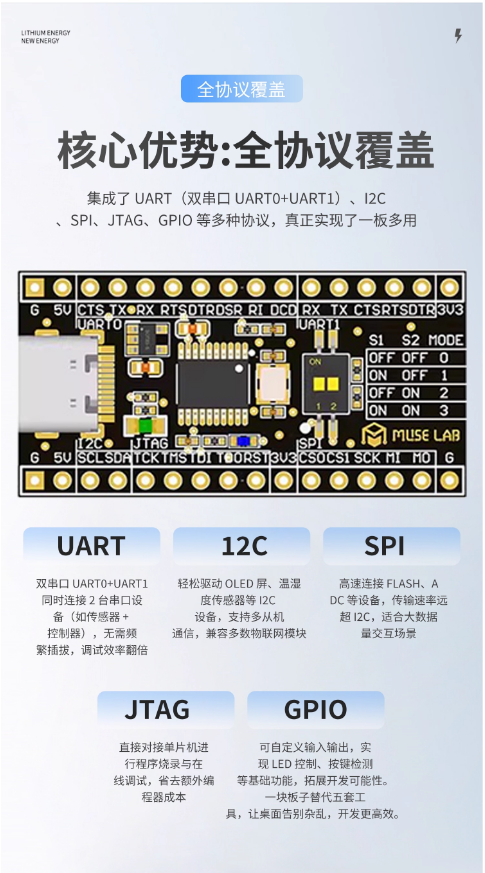 LITHIUM ENERGY
NEW ENERGY
全协议覆盖
核心优势:全协议覆盖
集成了 UART（双串口 UART0+UART1）、I2C
、SPI、JTAG、GPIO 等多种协议，真正实现了一板多用
G 5V CTS TX RX RTS DTR DSR RI DCD RX TX CTS RTS DTR 3V3
UART0 UART1
S1 S2 MODE
OFF OFF 0
ON OFF 1
OFF ON 2
ON ON 3
ON
1 2
MUSE LAB
I2C JTAG SPI
G 5V SCL SDA TCK TMS TDI TDO RST 3V3 CS0 CS1 SCK MI MO G
UART 12C SPI
双串口 UART0+UART1
同时连接 2 台串口设
备（如传感器 +
控制器），无需频
繁插拔，调试效率翻倍
轻松驱动 OLED 屏、温湿
度传感器等 I2C
设备，支持多从机
通信，兼容多数物联网模块
高速连接 FLASH、A
DC 等设备，传输速率远
超 I2C，适合大数据
量交互场景
JTAG GPIO
直接对接单片机进
行程序烧录与在
线调试，省去额外编
程器成本
可自定义输入输出，实
现 LED 控制、按键检测
等基础功能，拓展开发可能性。
一块板子替代五套工
具，让桌面告别杂乱，开发更高效。